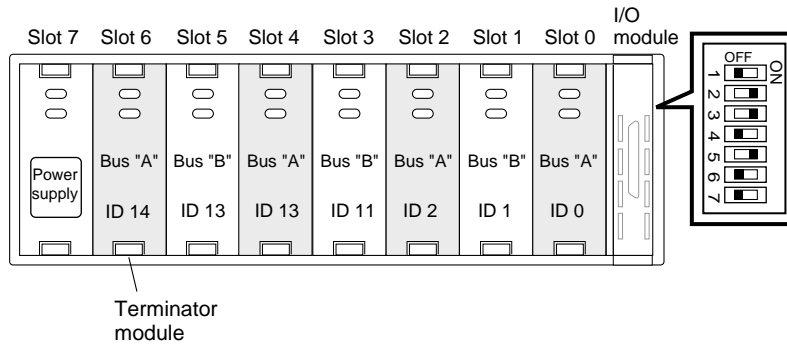 Slot 7 Slot 6 Slot 5 Slot 4 Slot 3 Slot 2 Slot 1 Slot 0
I/O
module
OFF
ON
1
2
3
4
5
6
7
Power
supply
Bus "A" Bus "B" Bus "A" Bus "B" Bus "A" Bus "B" Bus "A"
ID 14 ID 13 ID 13 ID 11 ID 2 ID 1 ID 0
Terminator
module